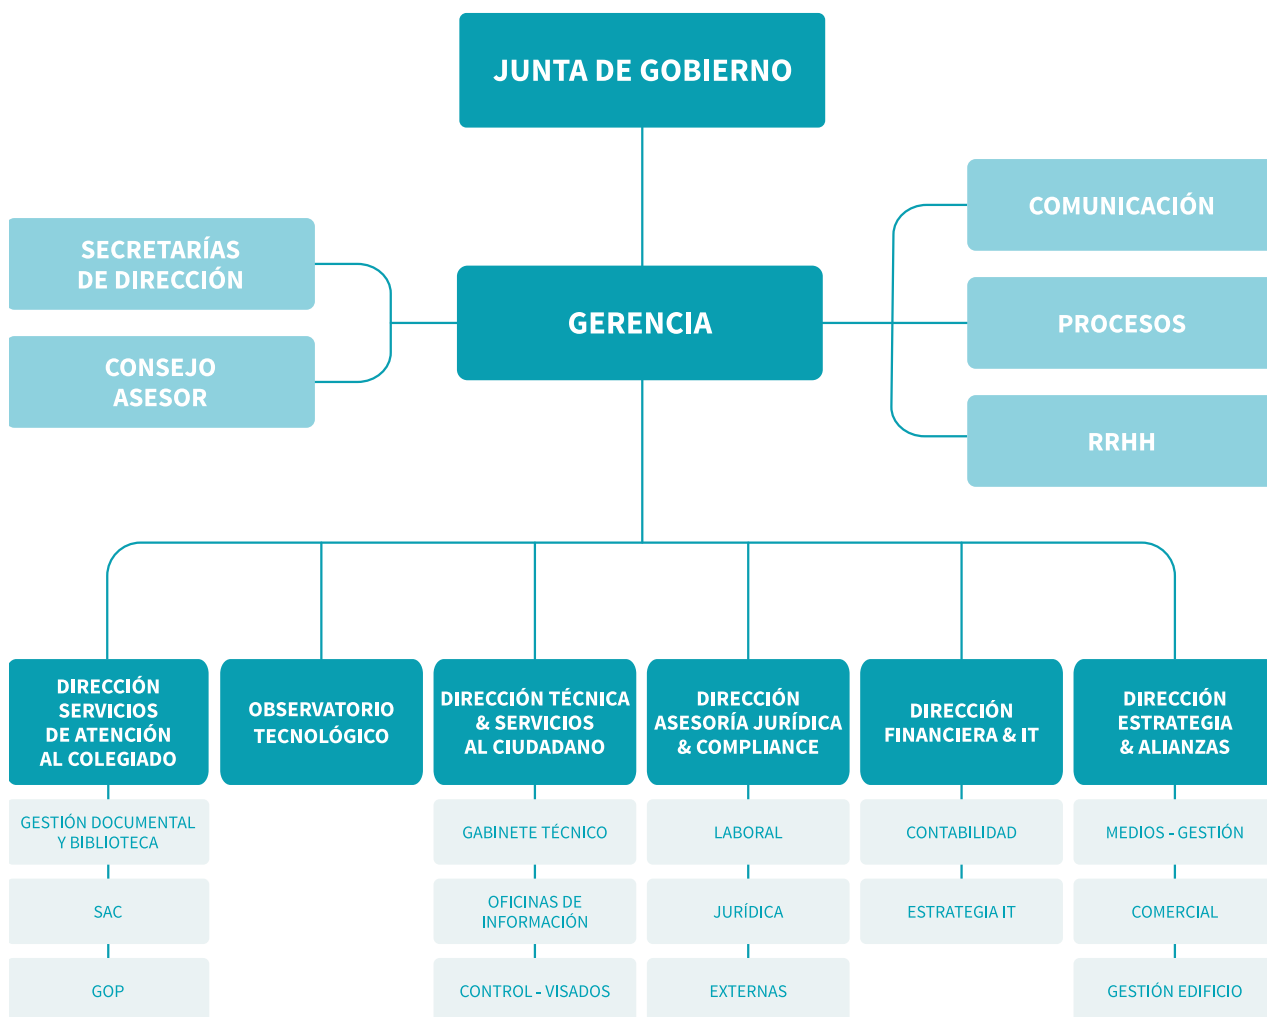 JUNTA DE GOBIERNO
SECRETARÍAS
DE DIRECCIÓN
CONSEJO
ASESOR
GERENCIA
COMUNICACIÓN
PROCESOS
RRHH
DIRECCIÓN
SERVICIOS
DE ATENCIÓN
AL COLEGIADO
GESTIÓN DOCUMENTAL
Y BIBLIOTECA
SAC
GOP
OBSERVATORIO
TECNOLÓGICO
DIRECCIÓN TÉCNICA
& SERVICIOS
AL CIUDADANO
GABINETE TÉCNICO
OFICINAS DE
INFORMACIÓN
CONTROL - VISADOS
DIRECCIÓN
ASESORÍA JURÍDICA
& COMPLIANCE
LABORAL
JURÍDICA
EXTERNAS
DIRECCIÓN
FINANCIERA & IT
CONTABILIDAD
ESTRATEGIA IT
DIRECCIÓN
ESTRATEGIA
& ALIANZAS
MEDIOS - GESTIÓN
COMERCIAL
GESTIÓN EDIFICIO